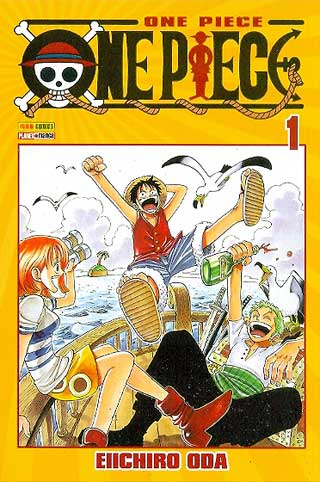 ONE PIECE
ONE PIECE
PANINI COMICS
PLANET MANGA
1
EIICHIRO ODA